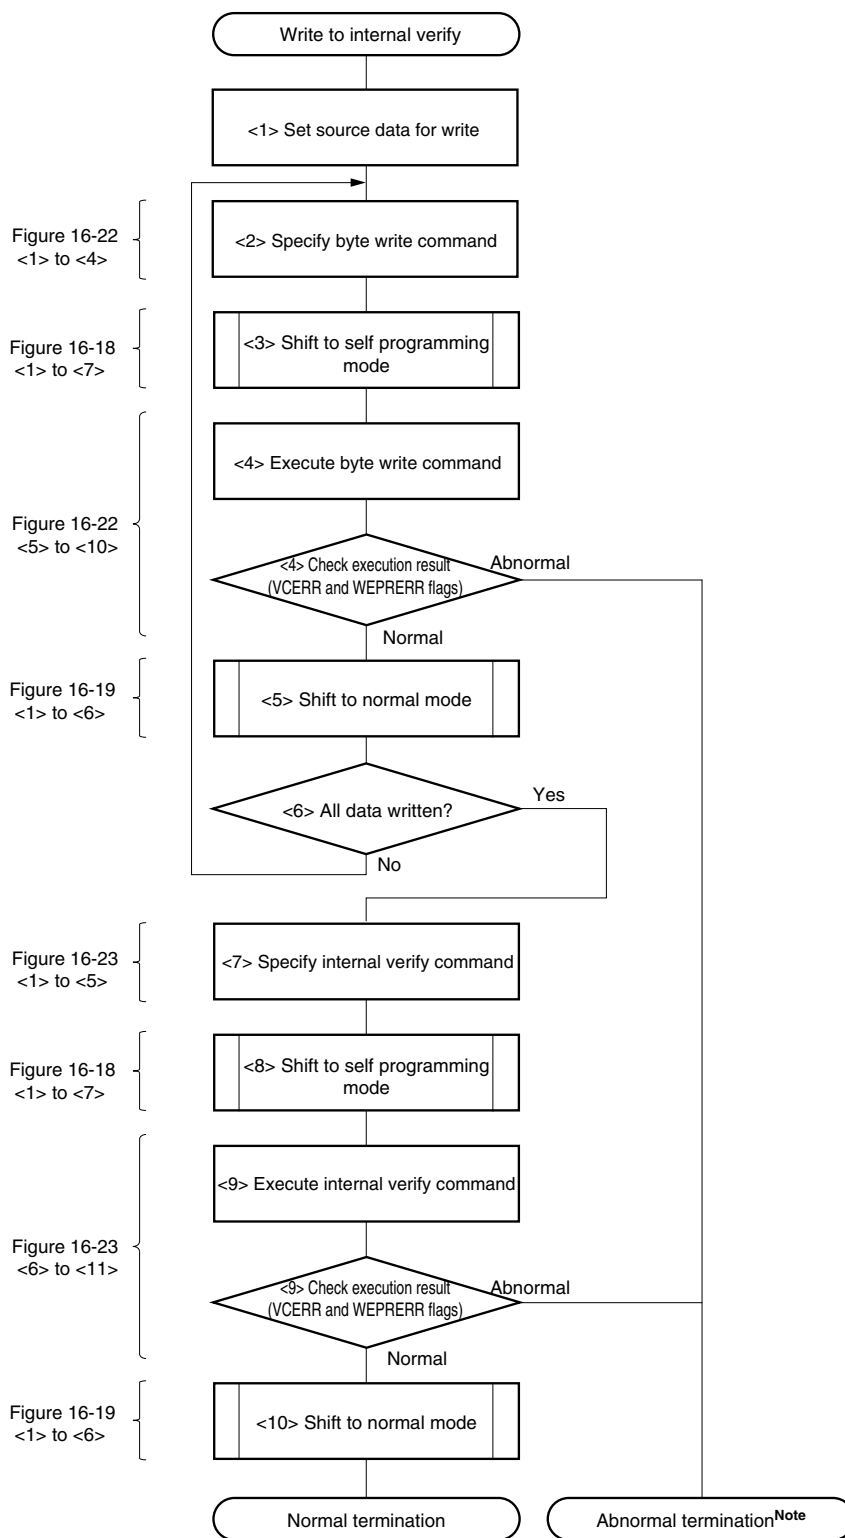 Write to internal verify
<1> Set source data for write
Figure 16-22
<1> to <4>
<2> Specify byte write command
Figure 16-18
<1> to <7>
<3> Shift to self programming
mode
<4> Execute byte write command
Figure 16-22
<5> to <10>
<4> Check execution result
(VCERR and WEPRERR flags)
Abnormal
Normal
Figure 16-19
<1> to <6>
<5> Shift to normal mode
<6> All data written?
Yes
No
Figure 16-23
<1> to <5>
<7> Specify internal verify command
Figure 16-18
<1> to <7>
<8> Shift to self programming
mode
<9> Execute internal verify command
Figure 16-23
<6> to <11>
<9> Check execution result
(VCERR and WEPRERR flags)
Abnormal
Normal
Figure 16-19
<1> to <6>
<10> Shift to normal mode
Normal termination
Abnormal termination Note